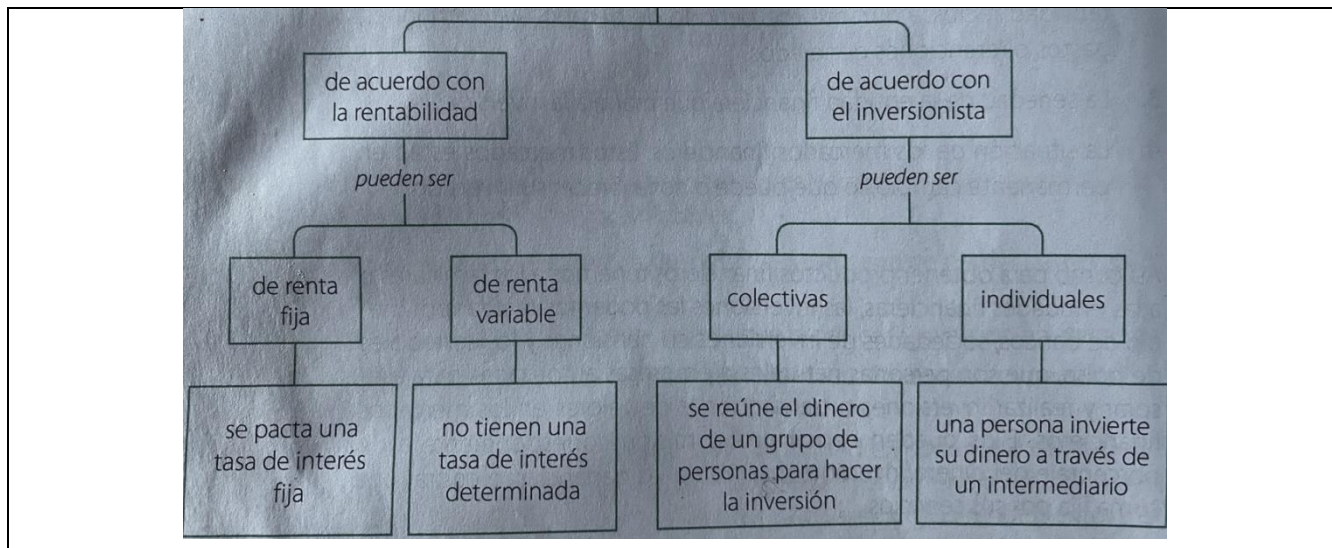 de acuerdo con
la rentabilidad
pueden ser
de renta
fija
se pacta una
tasa de interés
fija
de renta
variable
no tienen una
tasa de interés
determinada
de acuerdo con
el inversionista
pueden ser
colectivas
se reúne el dinero
de un grupo de
personas para hacer
la inversión
individuales
una persona invierte
su dinero a través de
un intermediario